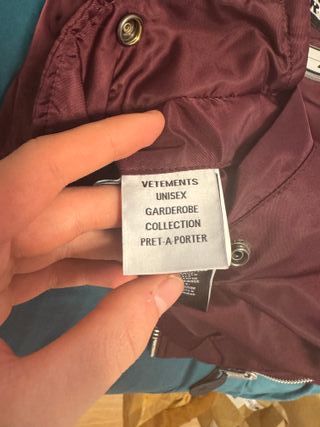 VETEMENTS
UNISEX
GARDEROBE
COLLECTION
PRET-A-PORTER